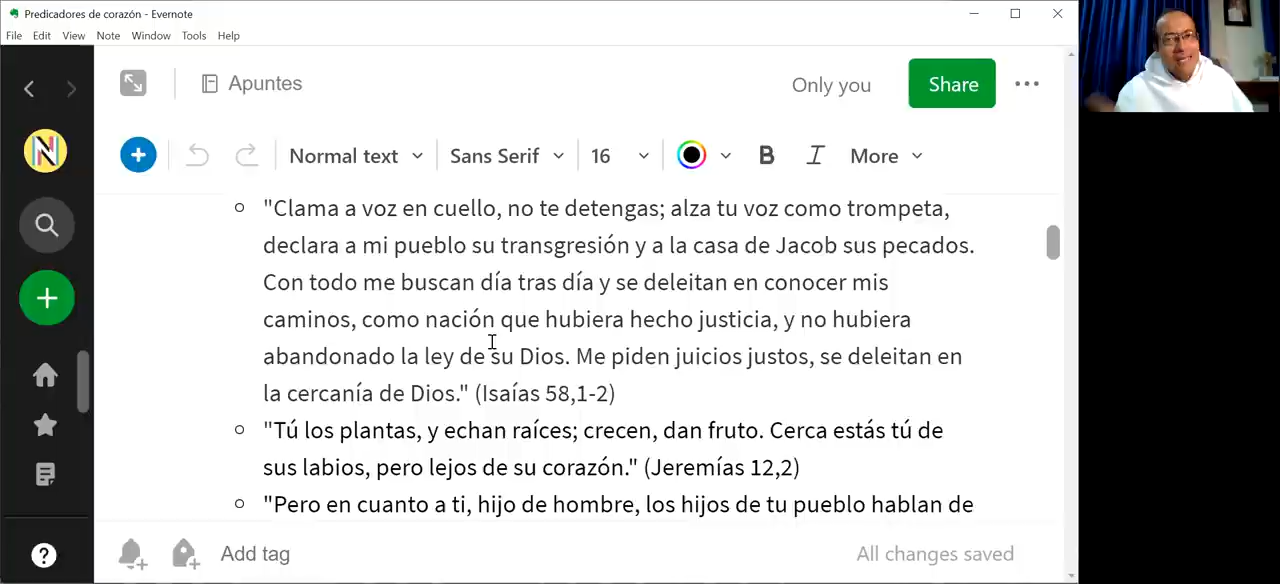 Predicadores de corazón - Evernote
File Edit View Note Window Tools Help
Apuntes
Only you
Share
Normal text
Sans Serif
16
B
I
More
"Clama a voz en cuello, no te detengas; alza tu voz como trompeta,
declara a mi pueblo su transgresión y a la casa de Jacob sus pecados.
Con todo me buscan día tras día y se deleitan en conocer mis
caminos, como nación que hubiera hecho justicia, y no hubiera
abandonado la ley de su Dios. Me piden juicios justos, se deleitan en
la cercanía de Dios." (Isaías 58,1-2)
"Tú los plantas, y echan raíces; crecen, dan fruto. Cerca estás tú de
sus labios, pero lejos de su corazón." (Jeremías 12,2)
"Pero en cuanto a ti, hijo de hombre, los hijos de tu pueblo hablan de
Add tag
All changes saved
N
?